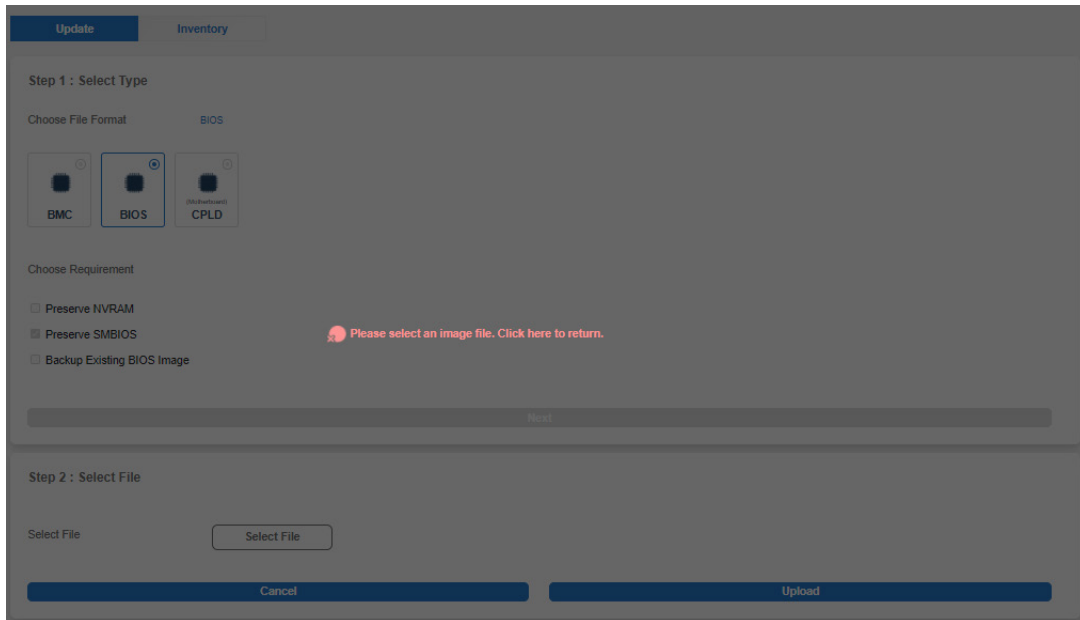 Update Inventory
Step 1 : Select Type
Choose File Format BIOS
(Motherboard)
BMC BIOS CPLD
Choose Requirement
Preserve NVRAM
Preserve SMBIOS
Please select an image file. Click here to return.
Backup Existing BIOS Image
Next
Step 2 : Select File
Select File Select File
Cancel Upload